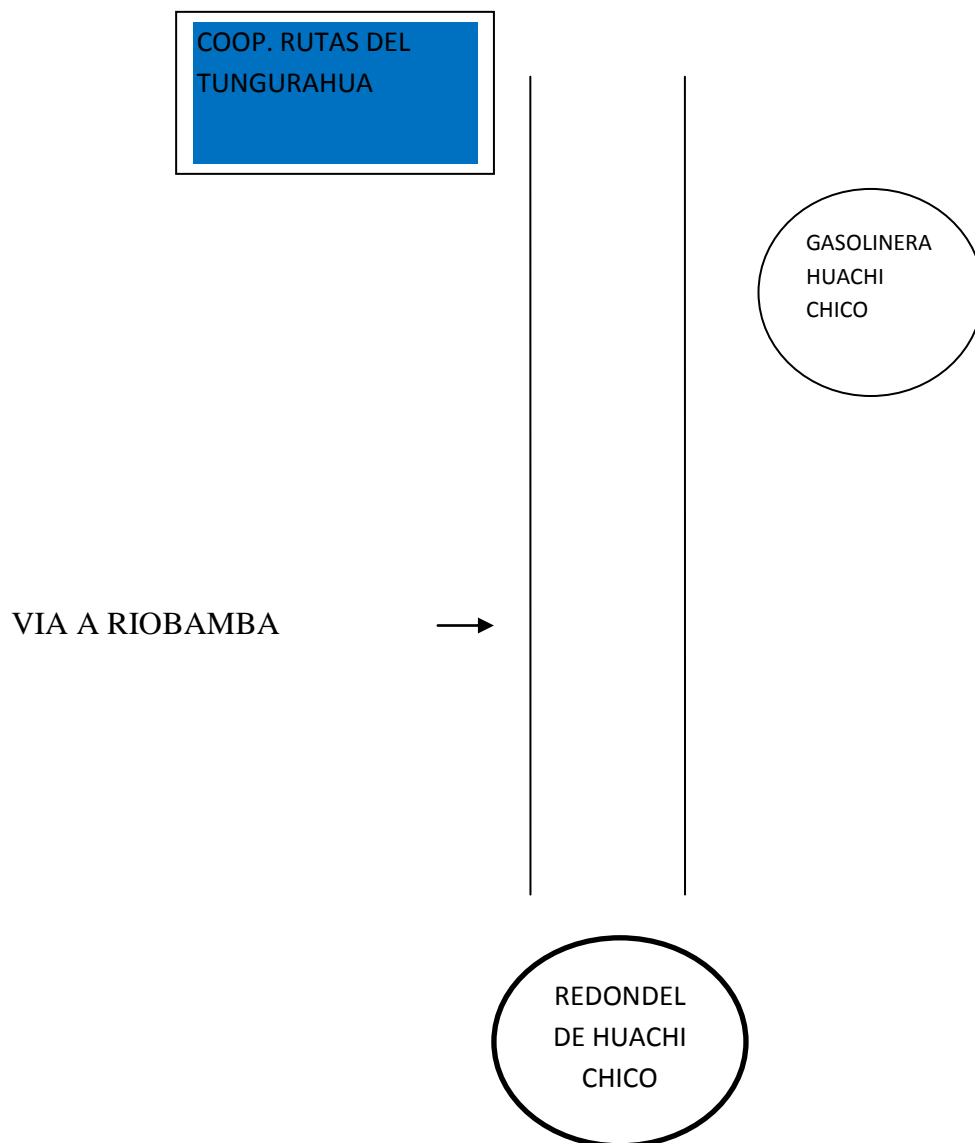 COOP. RUTAS DEL
TUNGURAHUA
GASOLINERA
HUACHI
CHICO
VIA A RIOBAMBA
REDONDEL
DE HUACHI
CHICO